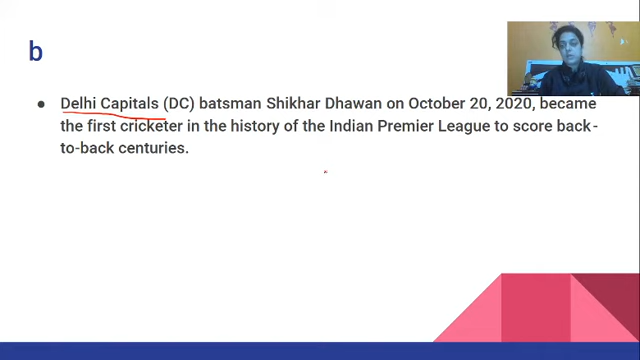 b
● Delhi Capitals (DC) batsman Shikhar Dhawan on October 20, 2020, became
the first cricketer in the history of the Indian Premier League to score back-
to-back centuries.